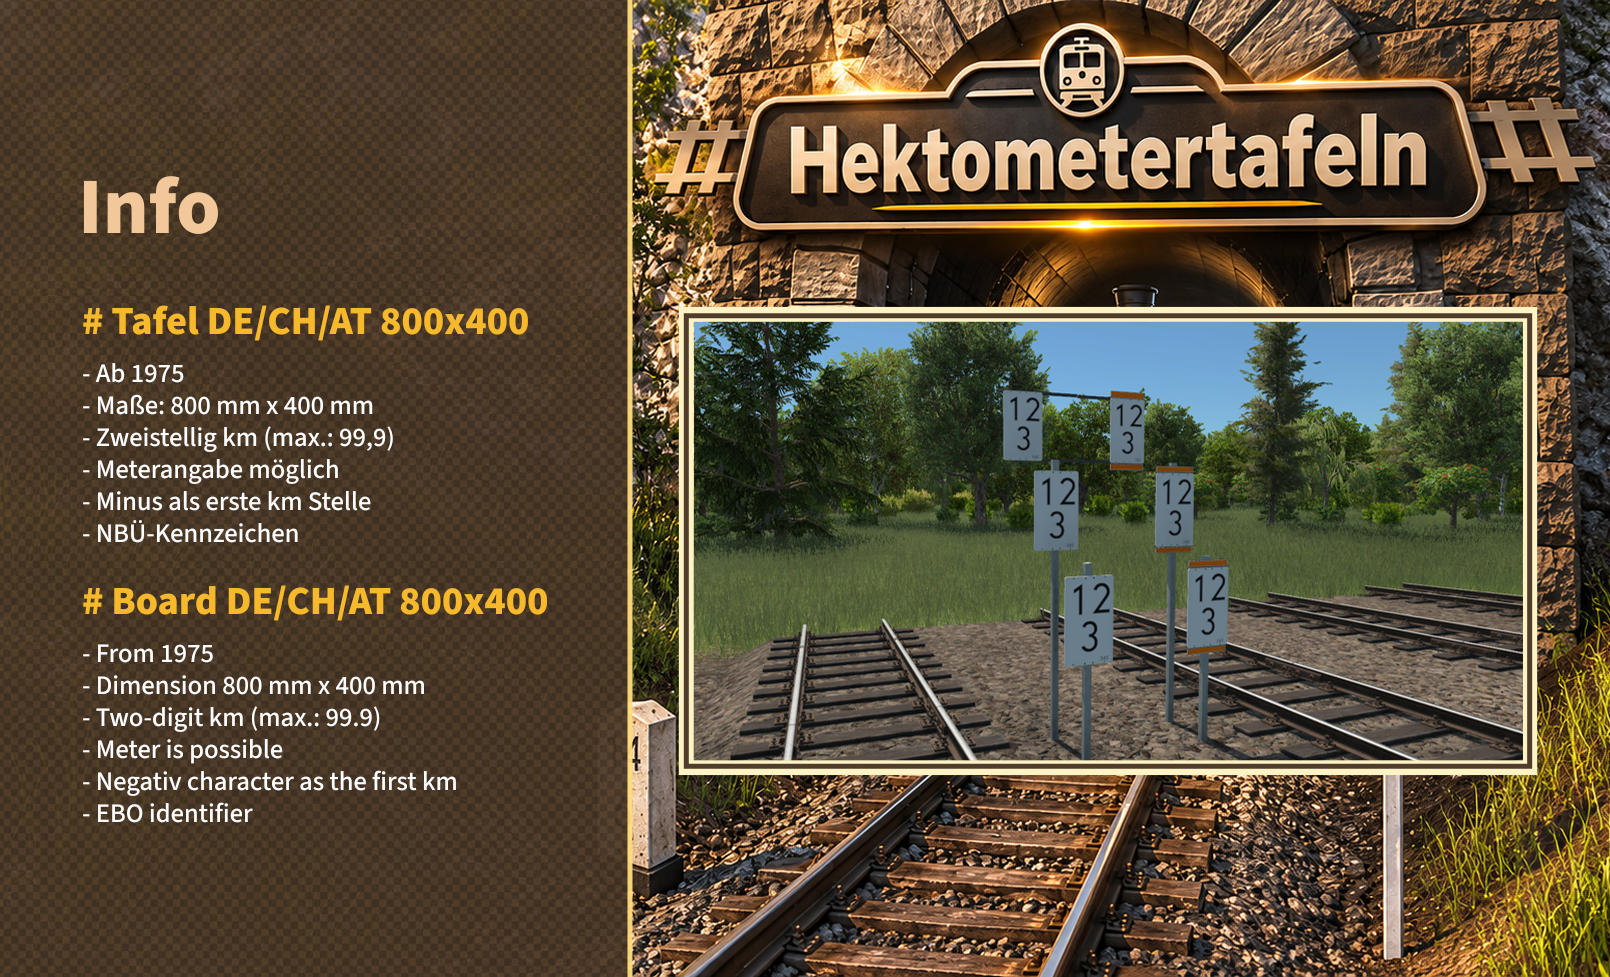 Hektometertafeln
Info
# Tafel DE/CH/AT 800x400
- Ab 1975
- Maße: 800 mm x 400 mm
- Zweistellig km (max.: 99,9)
- Meterangabe möglich
- Minus als erste km Stelle
- NBÜ-Kennzeichen
# Board DE/CH/AT 800x400
- From 1975
- Dimension 800 mm x 400 mm
- Two-digit km (max.: 99.9)
- Meter is possible
- Negativ character as the first km
- EBO identifier
12
3
12
3
12
3
12
3
12
3
12
3
4